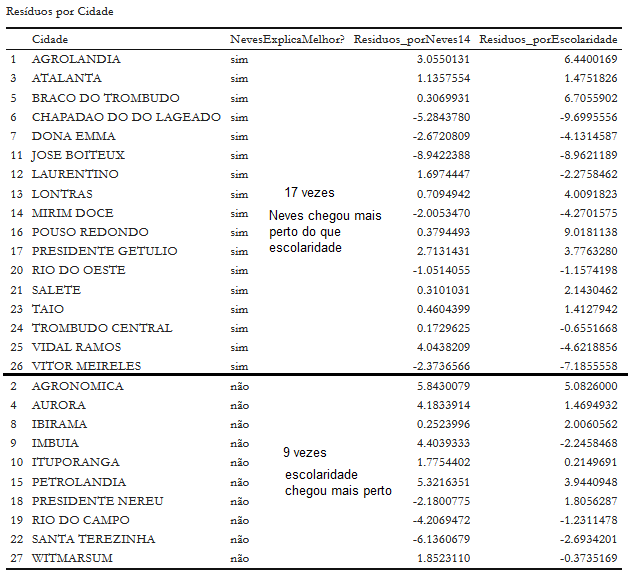 Resíduos por Cidade
Cidade NevesExplicaMelhor? Residuos_porNeves14 Residuos_porEscolaridade
1 AGROLANDIA sim 3.0550131 6.4400169
3 ATALANTA sim 1.1357554 1.4751826
5 BRACO DO TROMBUDO sim 0.3069931 6.7055902
6 CHAPADAO DO DO LAGEADO sim -5.2843780 -9.6995556
7 DONA EMMA sim -2.6720809 -4.1314587
11 JOSE BOITEUX sim -8.9422388 -8.9621189
12 LAURENTINO sim 1.6974447 -2.2758462
13 LONTRAS sim 0.7094942 4.0091823
14 MIRIM DOCE sim -2.0053470 -4.2701575
16 POUSO REDONDO sim 0.3794493 9.0181138
17 PRESIDENTE GETULIO sim 2.7131431 3.7763280
20 RIO DO OESTE sim -1.0514055 -1.1574198
21 SALETE sim 0.3101031 2.1430462
23 TAIO sim 0.4604399 1.4127942
24 TROMBUDO CENTRAL sim 0.1729625 -0.6551668
25 VIDAL RAMOS sim 4.0438209 -4.6218856
26 VITOR MEIRELES sim -2.3736566 -7.1855558
17 vezes
Neves chegou mais
perto do que
escolaridade
2 AGRONOMICA não 5.8430079 5.0826000
4 AURORA não 4.1833914 1.4694932
8 IBIRAMA não 0.2523996 2.0060562
9 IMBUIA não 4.4039333 -2.2458468
10 ITUPORANGA não 1.7754402 0.2149691
15 PETROLANDIA não 5.3216351 3.9440948
18 PRESIDENTE NEREU não -2.1800775 1.8056287
19 RIO DO CAMPO não -4.2069472 -1.2311478
22 SANTA TEREZINHA não -6.1360679 -2.6934201
27 WITMARSUM não 1.8523110 -0.3735169
9 vezes
escolaridade
chegou mais perto